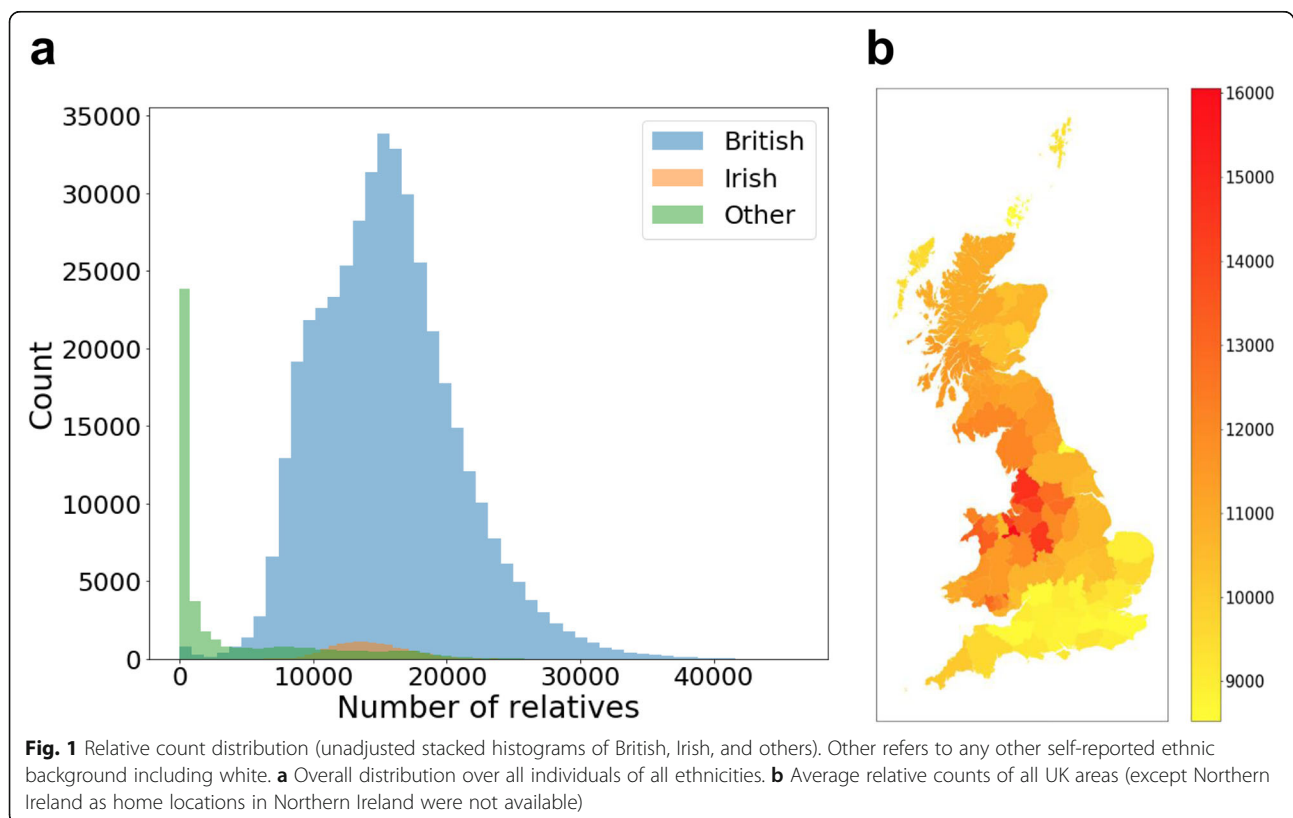 a
b
35000
30000
25000
20000
15000
10000
5000
0
Count
British
Irish
Other
0 10000 20000 30000 40000
Number of relatives
16000
15000
14000
13000
12000
11000
10000
9000
Fig. 1 Relative count distribution (unadjusted stacked histograms of British, Irish, and others). Other refers to any other self-reported ethnic
background including white. a Overall distribution over all individuals of all ethnicities. b Average relative counts of all UK areas (except Northern
Ireland as home locations in Northern Ireland were not available)